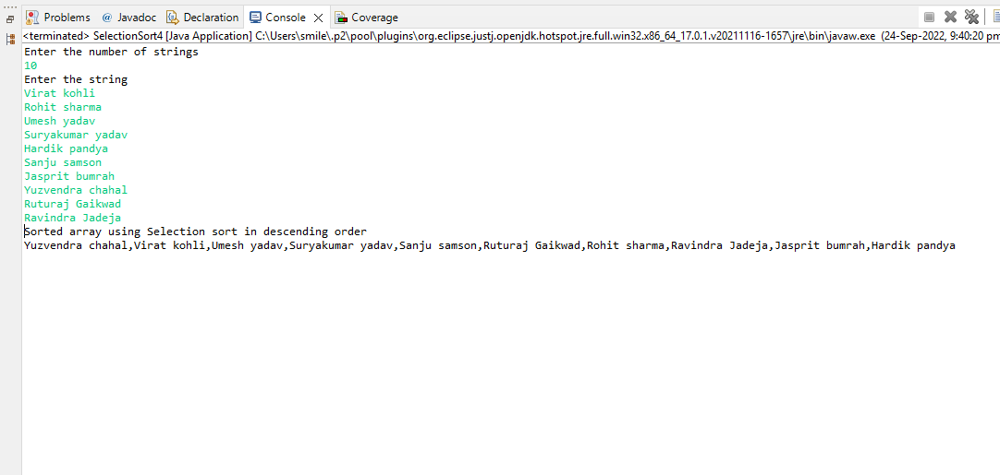 Problems @ Javadoc Declaration Console Coverage
<terminated> SelectionSort4 [Java Application] C:\Users\smile\.p2\pool\plugins\org.eclipse.justj.openjdk.hotspot.jre.full.win32.x86_64_17.0.1.v20211116-1657\jre\bin\javaw.exe (24-Sep-2022, 9:40:20 pm
Enter the number of strings
10
Enter the string
Virat kohli
Rohit sharma
Umesh yadav
Suryakumar yadav
Hardik pandya
Sanju samson
Jasprit bumrah
Yuzvendra chahal
Ruturaj Gaikwad
Ravindra Jadeja
Sorted array using Selection sort in descending order
Yuzvendra chahal,Virat kohli,Umesh yadav,Suryakumar yadav,Sanju samson,Ruturaj Gaikwad,Rohit sharma,Ravindra Jadeja,Jasprit bumrah,Hardik pandya